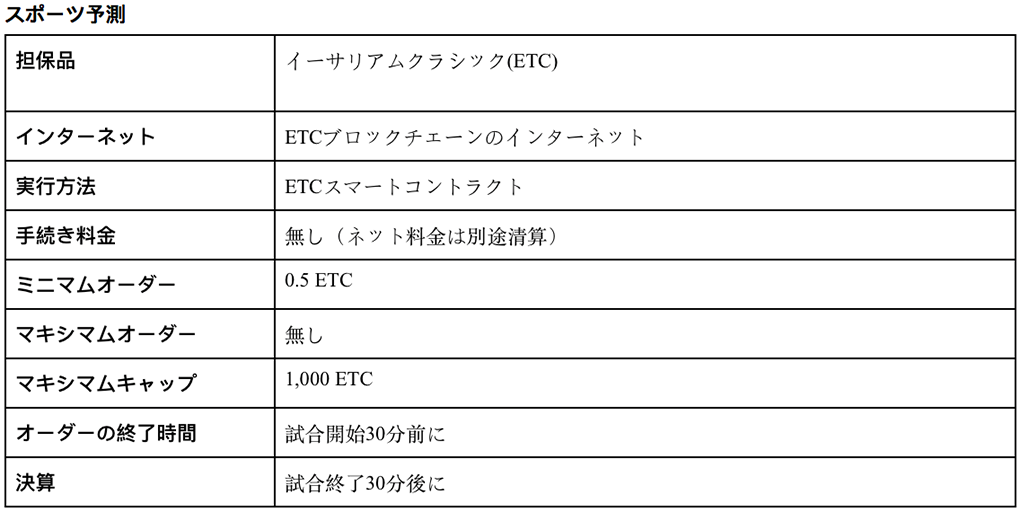 スポーツ予測
担保品
イーサリアムクラシック(ETC)
インターネット
ETCブロックチェーンのインターネット
実行方法
ETCスマートコントラクト
手続き料金
無し（ネット料金は別途清算）
ミニマムオーダー
0.5 ETC
マキシマムオーダー
無し
マキシマムキャップ
1,000 ETC
オーダーの終了時間
試合開始30分前に
決算
試合終了30分後に